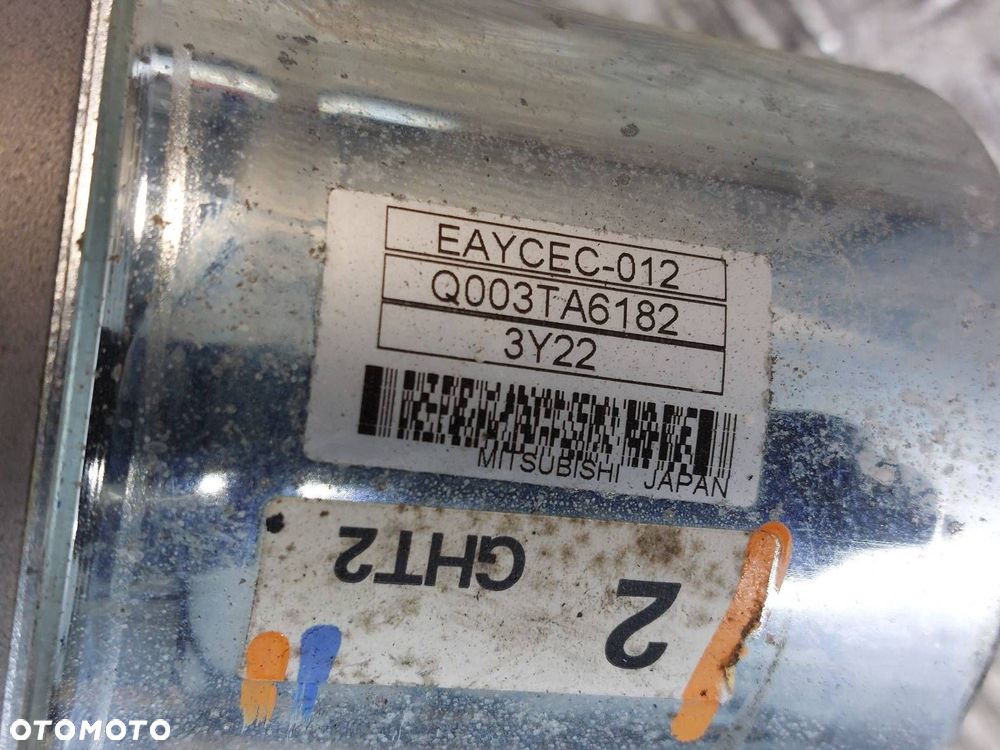 EAYCEC-012
Q003TA6182
3Y22
MITSUBISHI JAPAN
GHT2
2
OTOMOTO